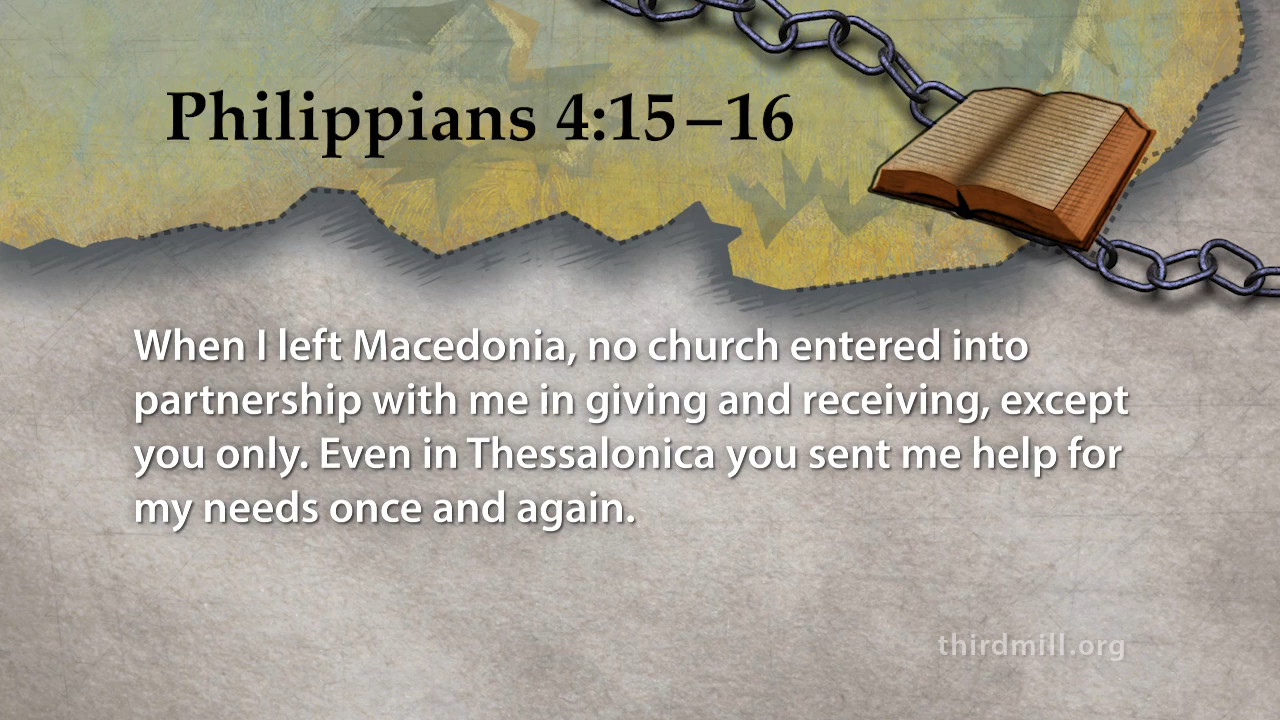 Philippians 4:15–16
When I left Macedonia, no church entered into
partnership with me in giving and receiving, except
you only. Even in Thessalonica you sent me help for
my needs once and again.
thirdmill.org